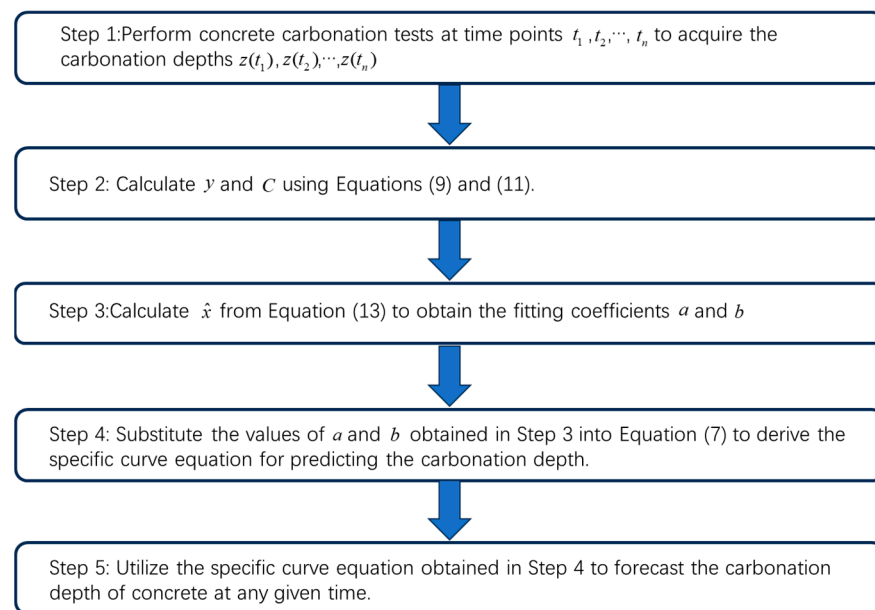 Step 1:Perform concrete carbonation tests at time points t₁ ,t₂,⋯, tₙ to acquire the
carbonation depths z(t₁),z(t₂),⋯,z(tₙ)
Step 2: Calculate y and C using Equations (9) and (11).
Step 3:Calculate x̂ from Equation (13) to obtain the fitting coefficients a and b
Step 4: Substitute the values of a and b obtained in Step 3 into Equation (7) to derive the
specific curve equation for predicting the carbonation depth.
Step 5: Utilize the specific curve equation obtained in Step 4 to forecast the carbonation
depth of concrete at any given time.